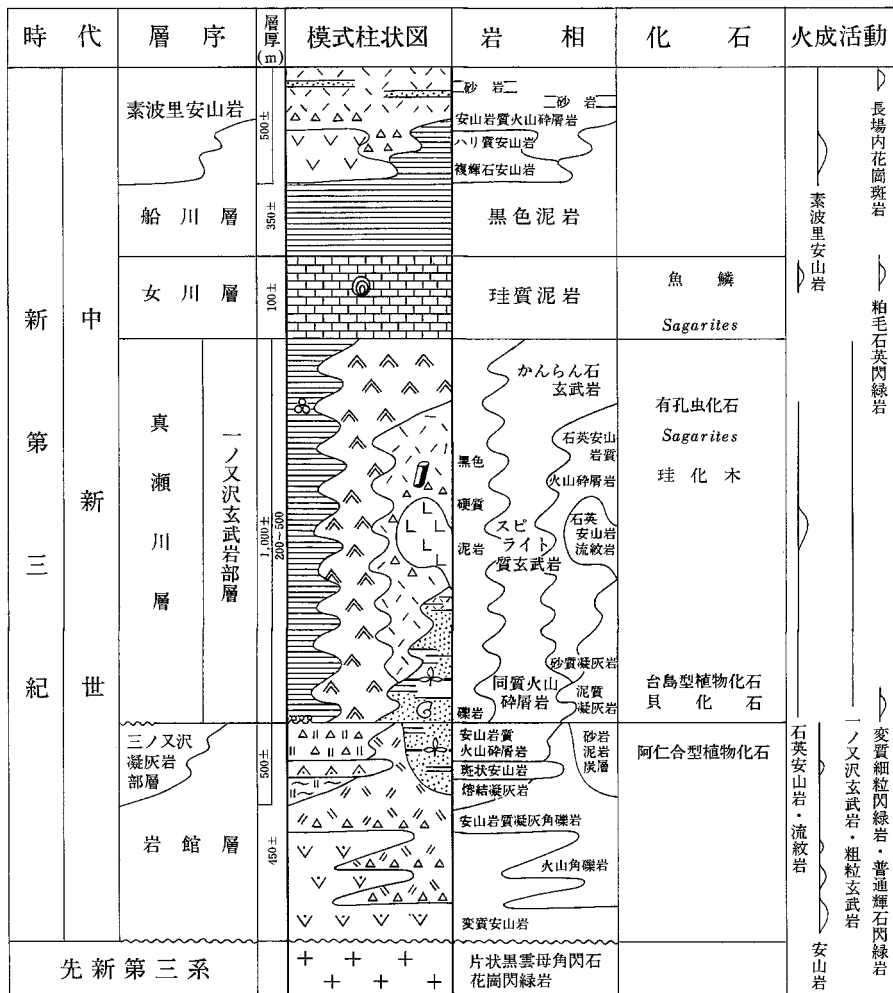 時代
層序
層厚(m)
模式柱状図
岩相
化石
火成活動
新第三紀
中新世
素波里安山岩
500±
砂岩
砂岩
安山岩質火山砕屑岩
ハリ質安山岩
複輝石安山岩
船川層
350±
黒色泥岩
女川層
100±
珪質泥岩
魚鱗
Sagarites
真瀬川層
一ノ又沢玄武岩部層
1,000±
200~500
かんらん石
玄武岩
石英安山
岩質
火山砕屑岩
黒色
硬質
泥岩
スピ
ライト
質玄武岩
石英
安山岩
流紋岩
砂質凝灰岩
同質火山
砕屑岩
泥質
凝灰岩
礫岩
有孔虫化石
Sagarites
珪化木
台島型植物化石
貝化石
三ノ又沢
凝灰岩
部層
500±
安山岩質
火山砕屑岩
斑状安山岩
熔結凝灰岩
砂岩
泥岩
炭層
阿仁合型植物化石
岩館層
450±
安山岩質凝灰角礫岩
火山角礫岩
変質安山岩
先新第三系
片状黒雲母角閃石
花崗閃緑岩
長場内花崗斑岩
素波里安山岩
粕毛石英閃緑岩
石英安山岩・流紋岩
安山岩
一ノ又沢玄武岩・粗粒玄武岩
変質細粒閃緑岩・普通輝石閃緑岩